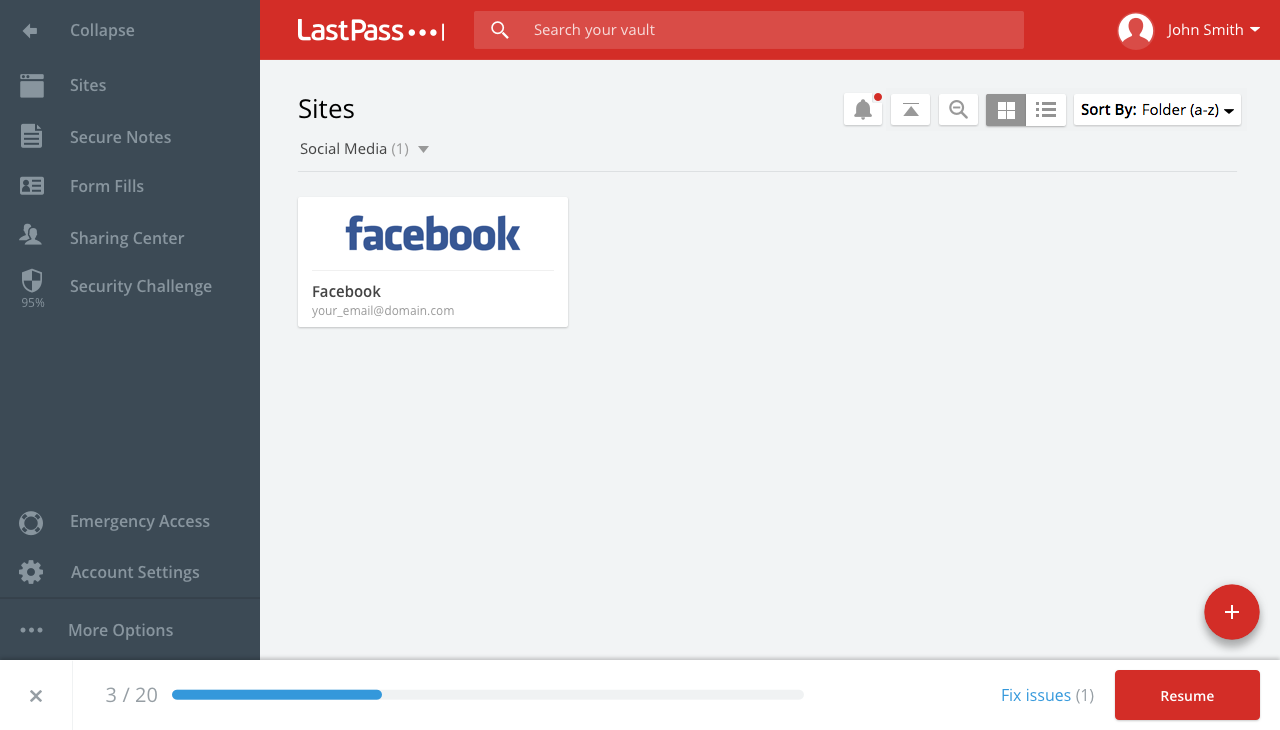 Collapse
Sites
Secure Notes
Form Fills
Sharing Center
Security Challenge
95%
Emergency Access
Account Settings
More Options
LastPass
Search your vault
John Smith
Sites
Sort By: Folder (a-z)
Social Media (1)
facebook
Facebook
your_email@domain.com
3 / 20
Fix issues (1)
Resume